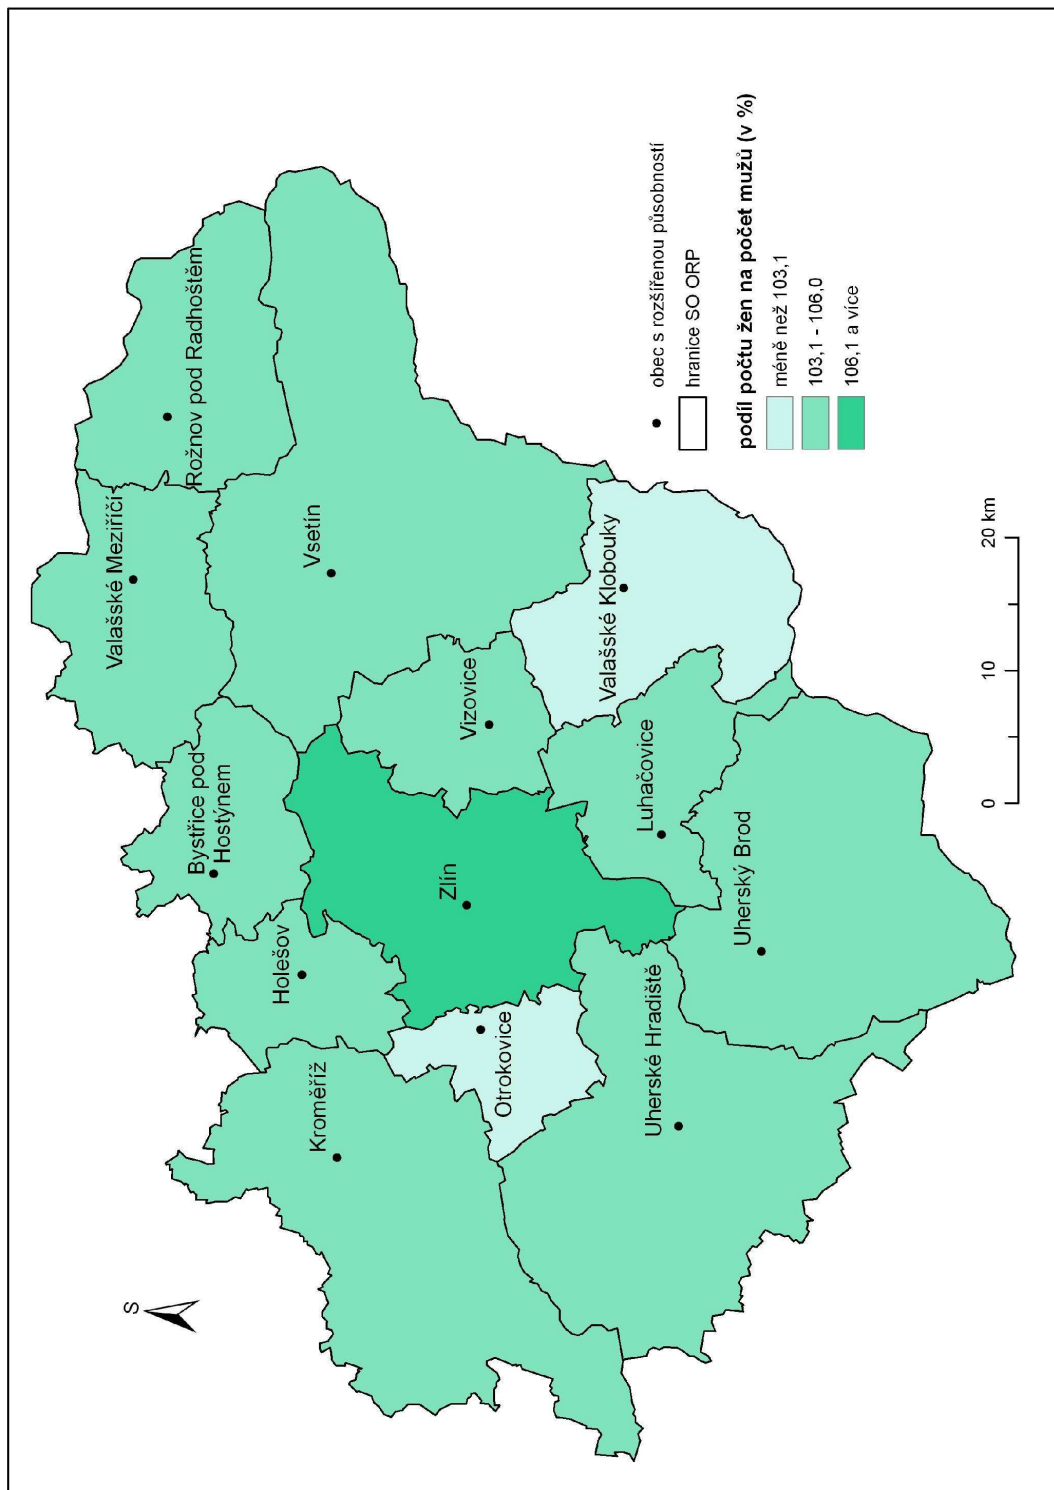 S
Rožnov pod Radhoštěm
Valašské Meziříčí
Bystřice pod
Hostýnem
Vsetín
Holešov
Kroměříž
Zlín
Vizovice
Otrokovice
Valašské Klobouky
Luhačovice
Uherské Hradiště
Uherský Brod
obec s rozšířenou působností
hranice SO ORP
podíl počtu žen na počet mužů (v %)
méně než 103,1
103,1 - 106,0
106,1 a více
0 10 20 km